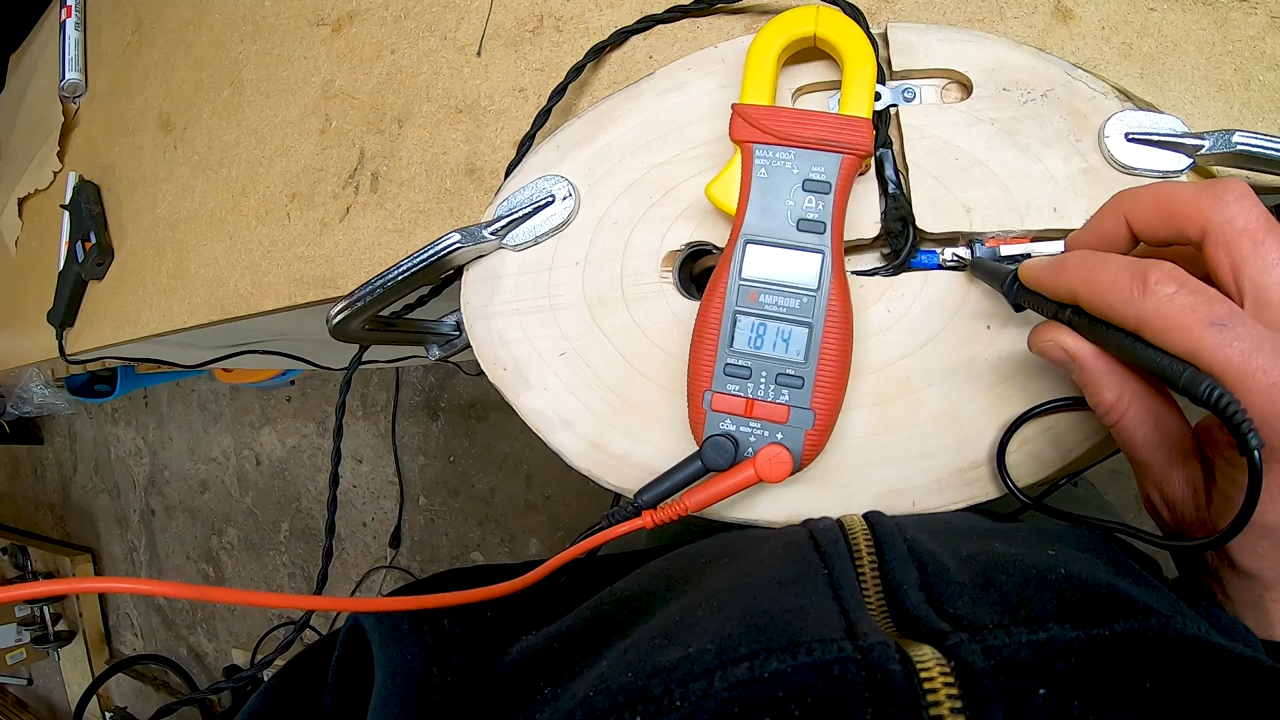 MAX 400A
600V CAT III
MAX
HOLD
ON
OFF
AMPROBE
ACD-14
1.814
V
SELECT
Hz
OFF
COM
MAX
600V CAT III
+